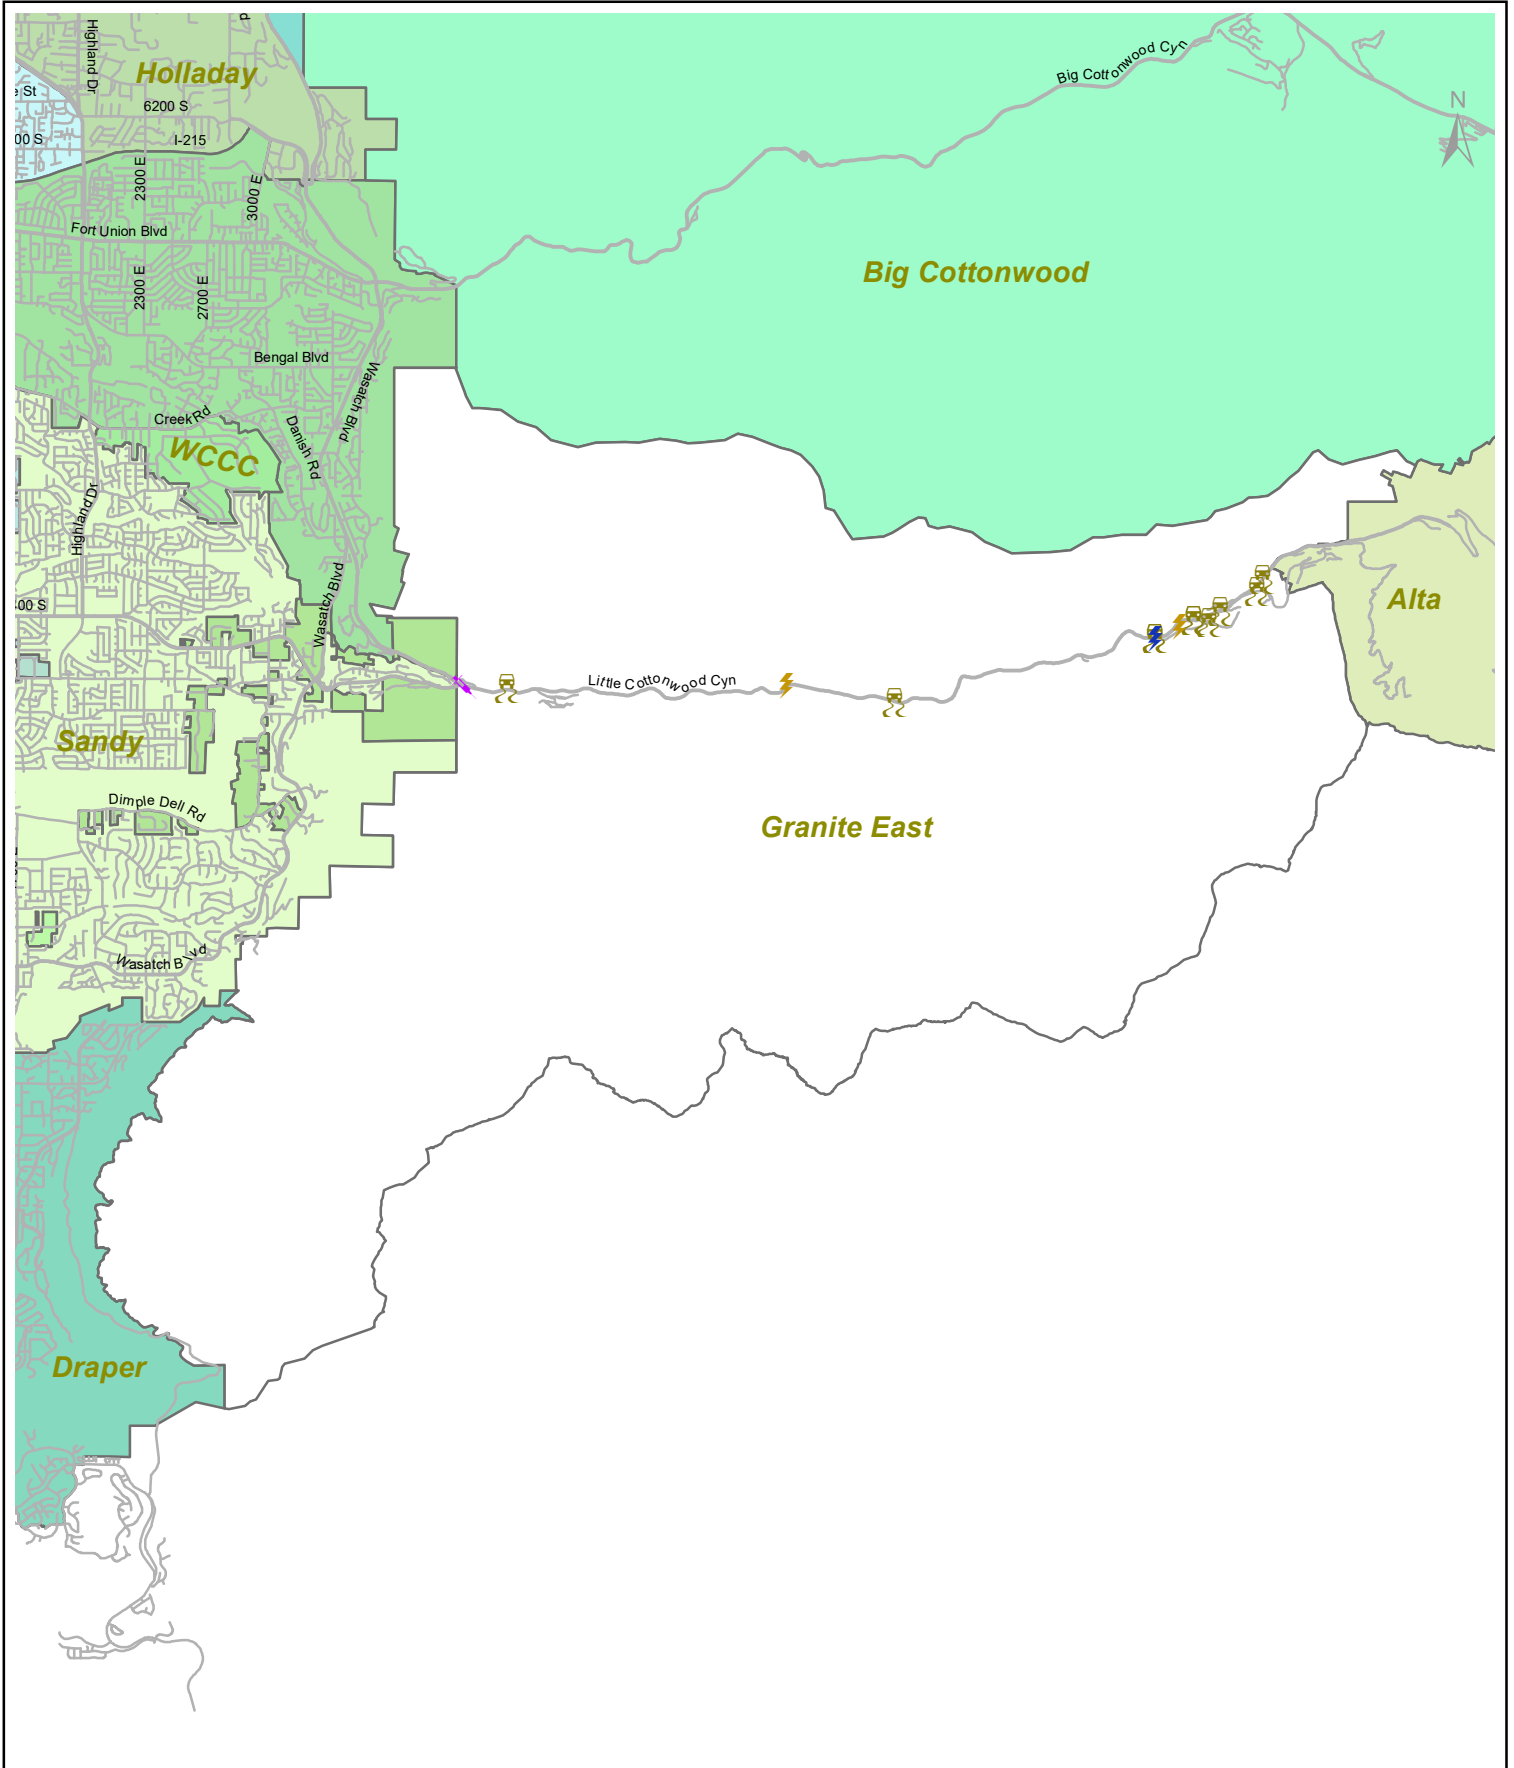 Highland Dr
Holladay
Big Cottonwood Cyn
e St
6200 S
N
00 S
I-215
2300 E
3000 E
Fort Union Blvd
Big Cottonwood
2300 E
2700 E
Bengal Blvd
Wasatch Blvd
Creek Rd
Danish Rd
WCCC
Highland Dr
Wasatch Blvd
00 S
Alta
Little Cottonwood Cyn
Sandy
Dimple Dell Rd
Granite East
Wasatch Blvd
Draper